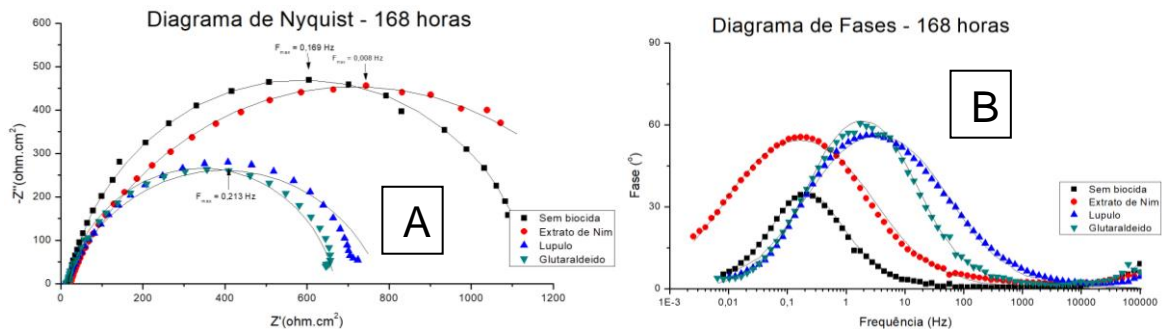 Diagrama de Nyquist - 168 horas
-Z''(ohm.cm²)
600
500
400
300
200
100
0
F max = 0,169 Hz
F max = 0,008 Hz
F max = 0,213 Hz
A
Sem biocida
Extrato de Nim
Lupulo
Glutaraldeido
0 200 400 600 800 1000 1200
Z'(ohm.cm²)
Diagrama de Fases - 168 horas
Fase (°)
90
60
30
0
B
Sem biocida
Extrato de Nim
Lupulo
Glutaraldeido
1E-3 0,01 0,1 1 10 100 1000 10000 100000
Frequência (Hz)